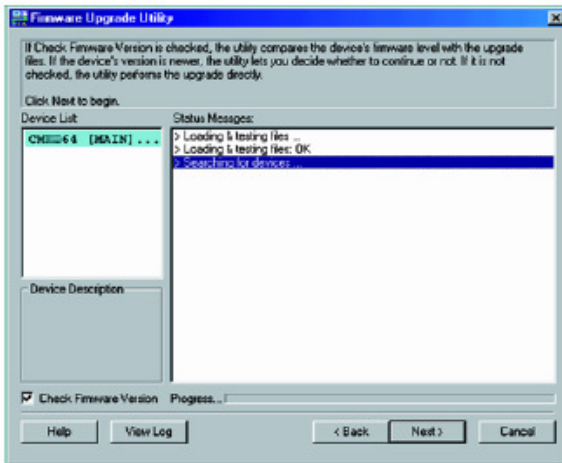 Firmware Upgrade Utility
If Check Firmware Version is checked, the utility compares the device's firmware level with the upgrade
files. If the device's version is newer, the utility lets you decide whether to continue or not. If it is not
checked, the utility performs the upgrade directly.
Click Next to begin.
Device List:
Status Messages:
[MAIN]...
> Loading & testing files ...
> Loading & testing files: OK
> Searching for devices ...
Device Description
Check Firmware Version
Progress...
Help
View Log
< Back
Next >
Cancel